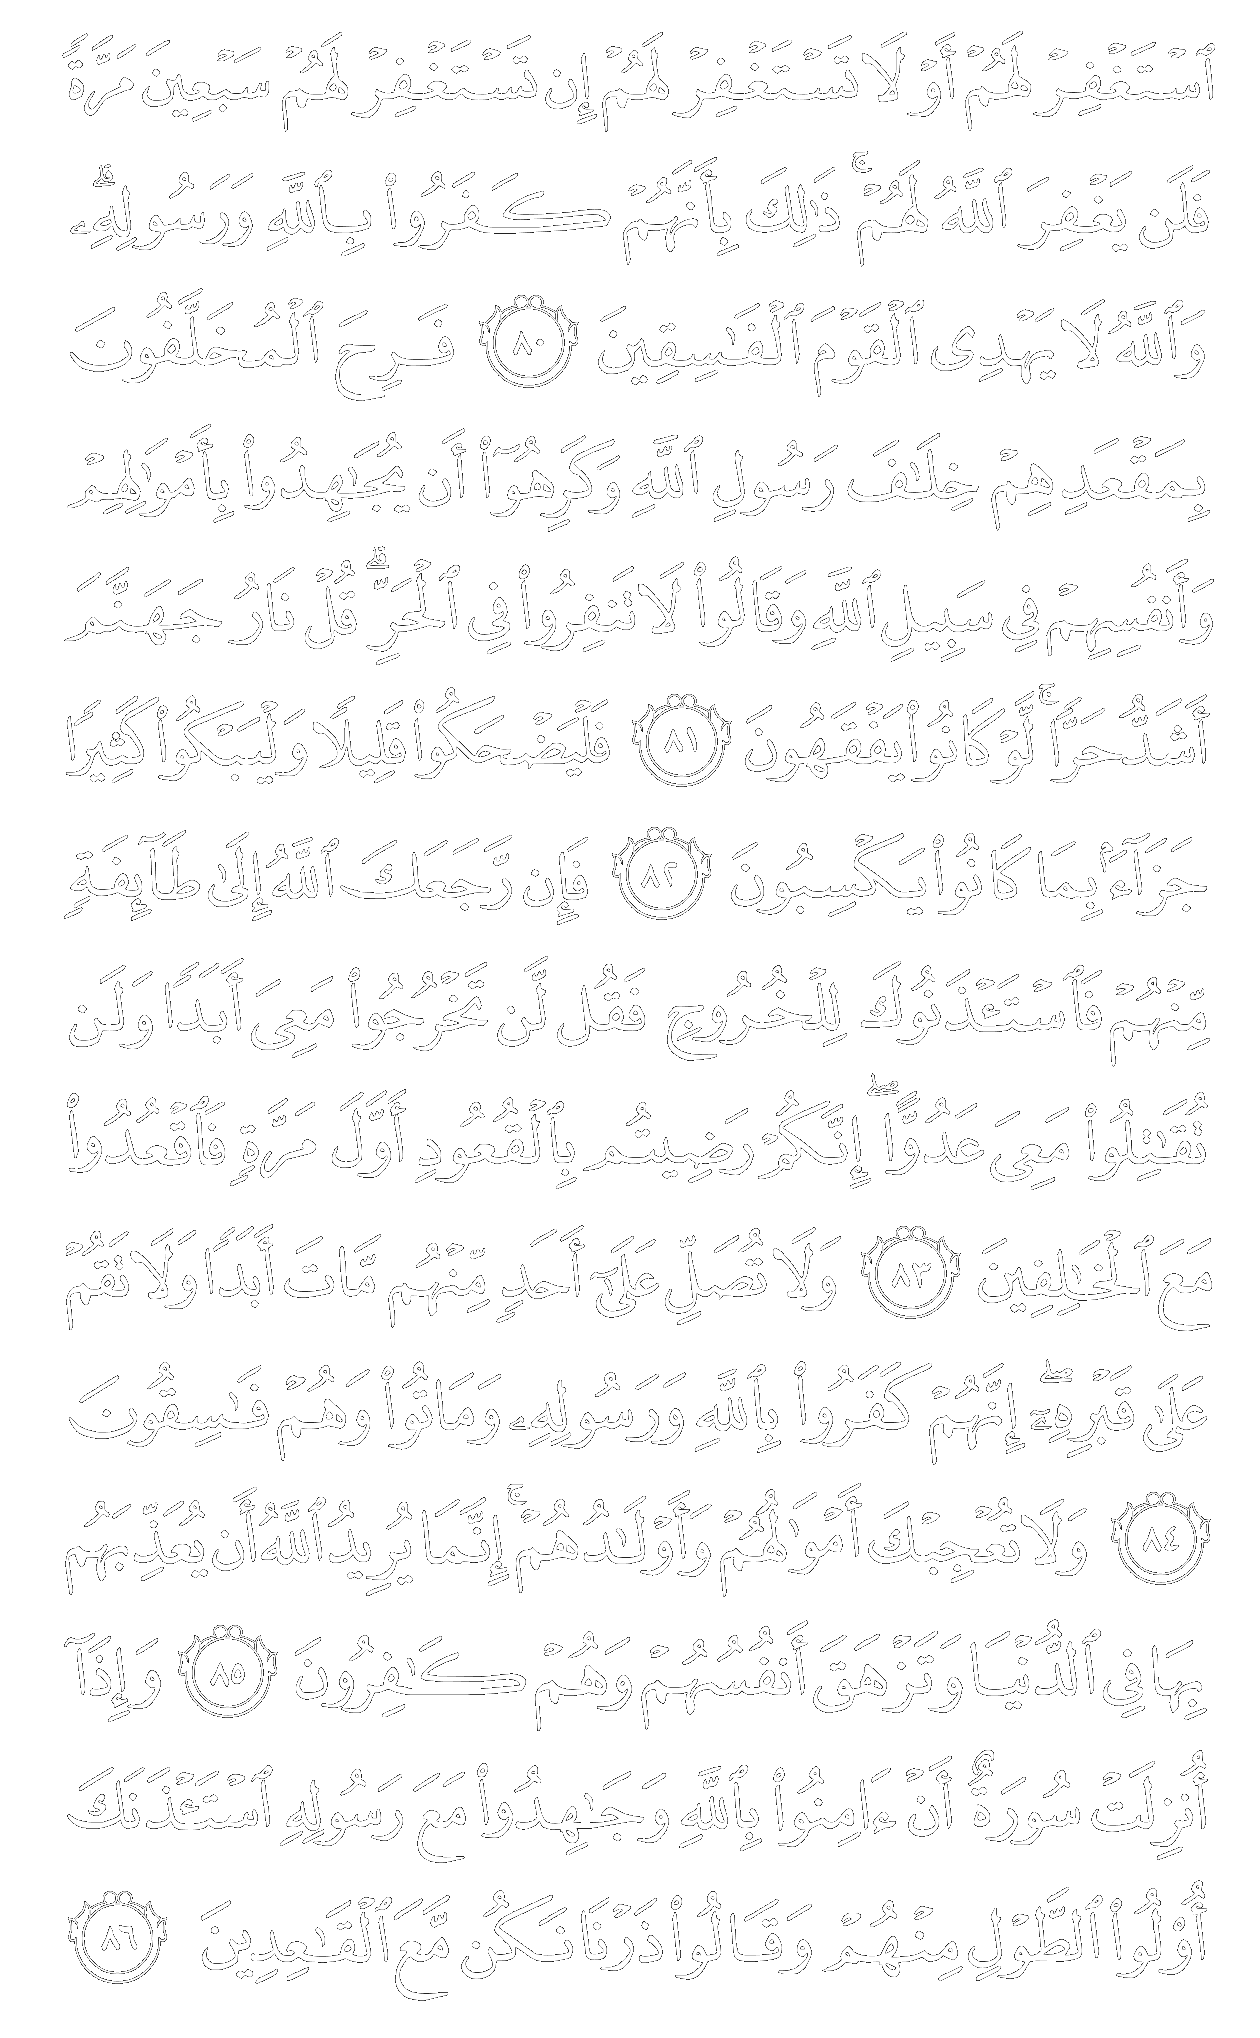 ٱسْتَغْفِرْ لَهُمْ أَوْ لَا تَسْتَغْفِرْ لَهُمْ إِن تَسْتَغْفِرْ لَهُمْ سَبْعِينَ مَرَّةً
فَلَن يَغْفِرَ ٱللَّهُ لَهُمْ ۚ ذَٰلِكَ بِأَنَّهُمْ كَفَرُوا۟ بِٱللَّهِ وَرَسُولِهِۦ ۗ
وَٱللَّهُ لَا يَهْدِى ٱلْقَوْمَ ٱلْفَـٰسِقِينَ ٨٠ فَرِحَ ٱلْمُخَلَّفُونَ
بِمَقْعَدِهِمْ خِلَـٰفَ رَسُولِ ٱللَّهِ وَكَرِهُوٓا۟ أَن يُجَـٰهِدُوا۟ بِأَمْوَٰلِهِمْ
وَأَنفُسِهِمْ فِى سَبِيلِ ٱللَّهِ وَقَالُوا۟ لَا تَنفِرُوا۟ فِى ٱلْحَرِّ ۗ قُلْ نَارُ جَهَنَّمَ
أَشَدُّ حَرًّا ۚ لَّوْ كَانُوا۟ يَفْقَهُونَ ٨١ فَلْيَضْحَكُوا۟ قَلِيلًا وَلْيَبْكُوا۟ كَثِيرًا
جَزَآءًۢ بِمَا كَانُوا۟ يَكْسِبُونَ ٨٢ فَإِن رَّجَعَكَ ٱللَّهُ إِلَىٰ طَآئِفَةٍ
مِّنْهُمْ فَٱسْتَـْٔذَنُوكَ لِلْخُرُوجِ فَقُل لَّن تَخْرُجُوا۟ مَعِىَ أَبَدًا وَلَن
تُقَـٰتِلُوا۟ مَعِىَ عَدُوًّا ۖ إِنَّكُمْ رَضِيتُم بِٱلْقُعُودِ أَوَّلَ مَرَّةٍ فَٱقْعُدُوا۟
مَعَ ٱلْخَـٰلِفِينَ ٨٣ وَلَا تُصَلِّ عَلَىٰٓ أَحَدٍ مِّنْهُم مَّاتَ أَبَدًا وَلَا تَقُمْ
عَلَىٰ قَبْرِهِۦٓ ۖ إِنَّهُمْ كَفَرُوا۟ بِٱللَّهِ وَرَسُولِهِۦ وَمَاتُوا۟ وَهُمْ فَـٰسِقُونَ
٨٤ وَلَا تُعْجِبْكَ أَمْوَٰلُهُمْ وَأَوْلَـٰدُهُمْ ۚ إِنَّمَا يُرِيدُ ٱللَّهُ أَن يُعَذِّبَهُم
بِهَا فِى ٱلدُّنْيَا وَتَزْهَقَ أَنفُسُهُمْ وَهُمْ كَـٰفِرُونَ ٨٥ وَإِذَآ
أُنزِلَتْ سُورَةٌ أَنْ ءَامِنُوا۟ بِٱللَّهِ وَجَـٰهِدُوا۟ مَعَ رَسُولِهِ ٱسْتَـْٔذَنَكَ
أُو۟لُوا۟ ٱلطَّوْلِ مِنْهُمْ وَقَالُوا۟ ذَرْنَا نَكُن مَّعَ ٱلْقَـٰعِدِينَ ٨٦